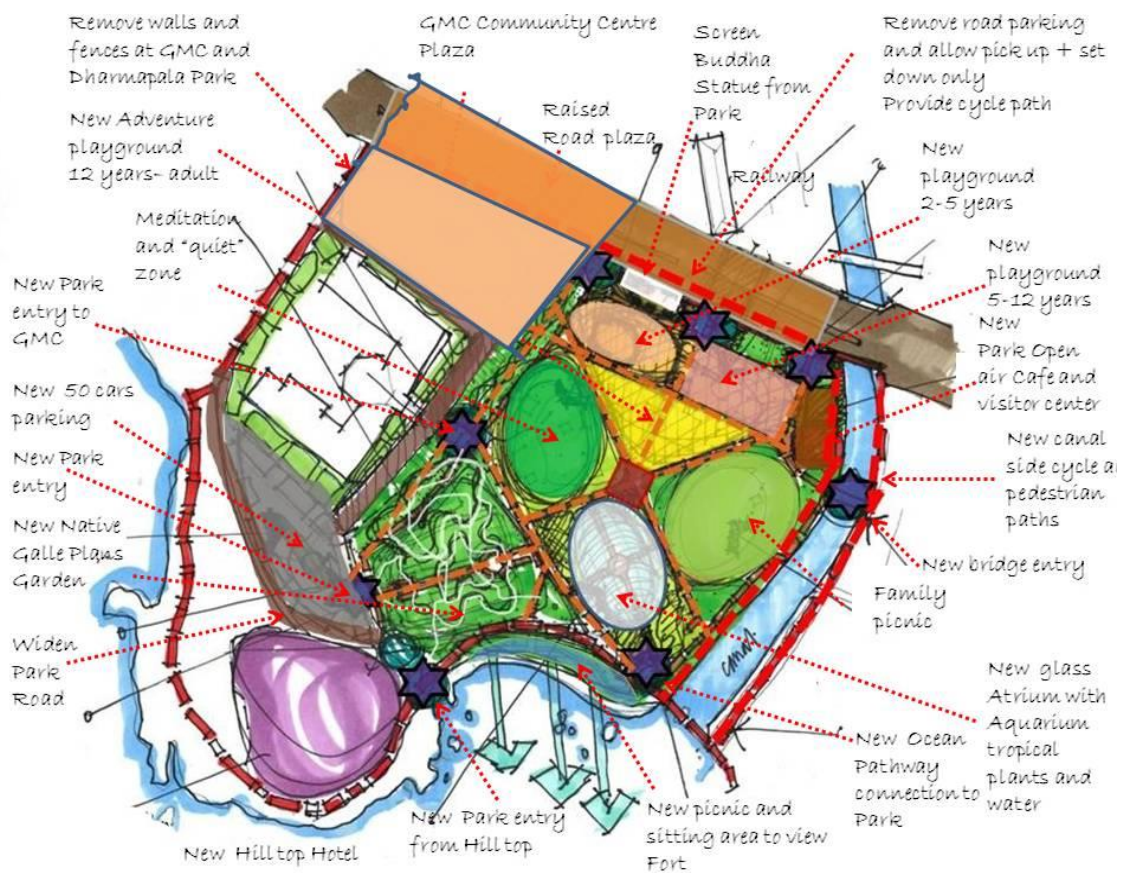 Remove walls and
fences at GMC and
Dharmapala Park
GMC Community Centre
Plaza
Screen
Buddha
Statue from
Park
Remove road parking
and allow pick up + set
down only
Provide cycle path
New Adventure
playground
12 years- adult
Raised
Road plaza
Railway
New
playground
2-5 years
Meditation
and "quiet"
zone
New
playground
5-12 years
New Park
entry to
GMC
New
Park Open
air Cafe and
visitor center
New 50 cars
parking
New canal
side cycle a
pedestrian
paths
New Park
entry
New Native
Galle Plans
Garden
New bridge entry
Family
picnic
canal
Widen
Park
Road
New glass
Atrium with
Aquarium
tropical
plants and
water
New Ocean
Pathway
connection to
Park
New Park entry
from Hill top
New picnic and
sitting area to view
Fort
New Hill top Hotel